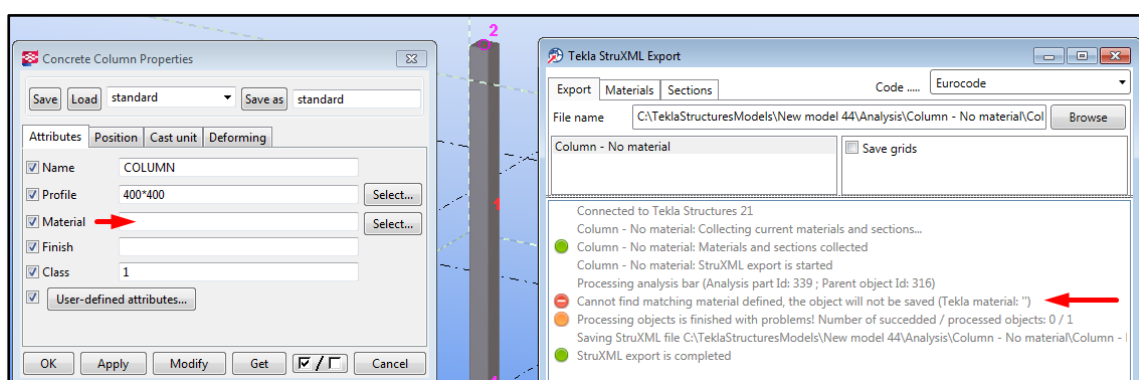 Concrete Column Properties
Save Load standard Save as standard
Attributes Position Cast unit Deforming
Name COLUMN
Profile 400*400 Select...
Material Select...
Finish
Class 1
User-defined attributes...
OK Apply Modify Get / Cancel
2
Tekla StruXML Export
Export Materials Sections Code ..... Eurocode
File name C:\TeklaStructuresModels\New model 44\Analysis\Column - No material\Col Browse
Column - No material Save grids
Connected to Tekla Structures 21
Column - No material: Collecting current materials and sections...
Column - No material: Materials and sections collected
Column - No material: StruXML export is started
Processing analysis bar (Analysis part Id: 339 ; Parent object Id: 316)
Cannot find matching material defined, the object will not be saved (Tekla material: '')
Processing objects is finished with problems! Number of succedded / processed objects: 0 / 1
Saving StruXML file C:\TeklaStructuresModels\New model 44\Analysis\Column - No material\Column -
StruXML export is completed